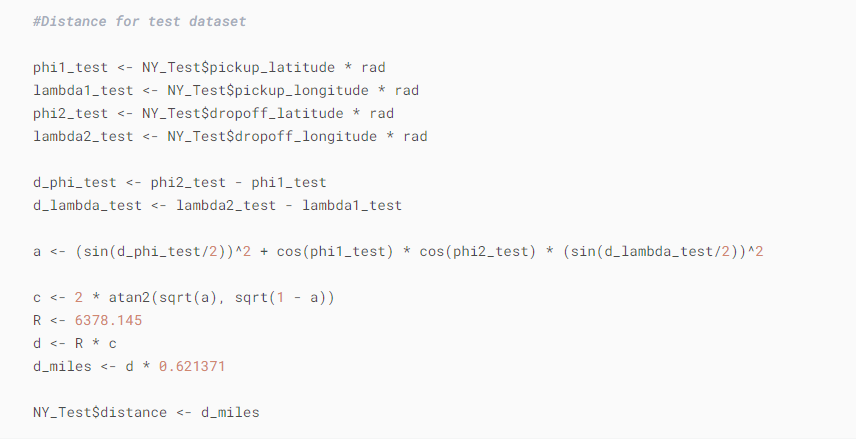 #Distance for test dataset
phi1_test <- NY_Test$pickup_latitude * rad
lambda1_test <- NY_Test$pickup_longitude * rad
phi2_test <- NY_Test$dropoff_latitude * rad
lambda2_test <- NY_Test$dropoff_longitude * rad
d_phi_test <- phi2_test - phi1_test
d_lambda_test <- lambda2_test - lambda1_test
a <- (sin(d_phi_test/2))^2 + cos(phi1_test) * cos(phi2_test) * (sin(d_lambda_test/2))^2
c <- 2 * atan2(sqrt(a), sqrt(1 - a))
R <- 6378.145
d <- R * c
d_miles <- d * 0.621371
NY_Test$distance <- d_miles